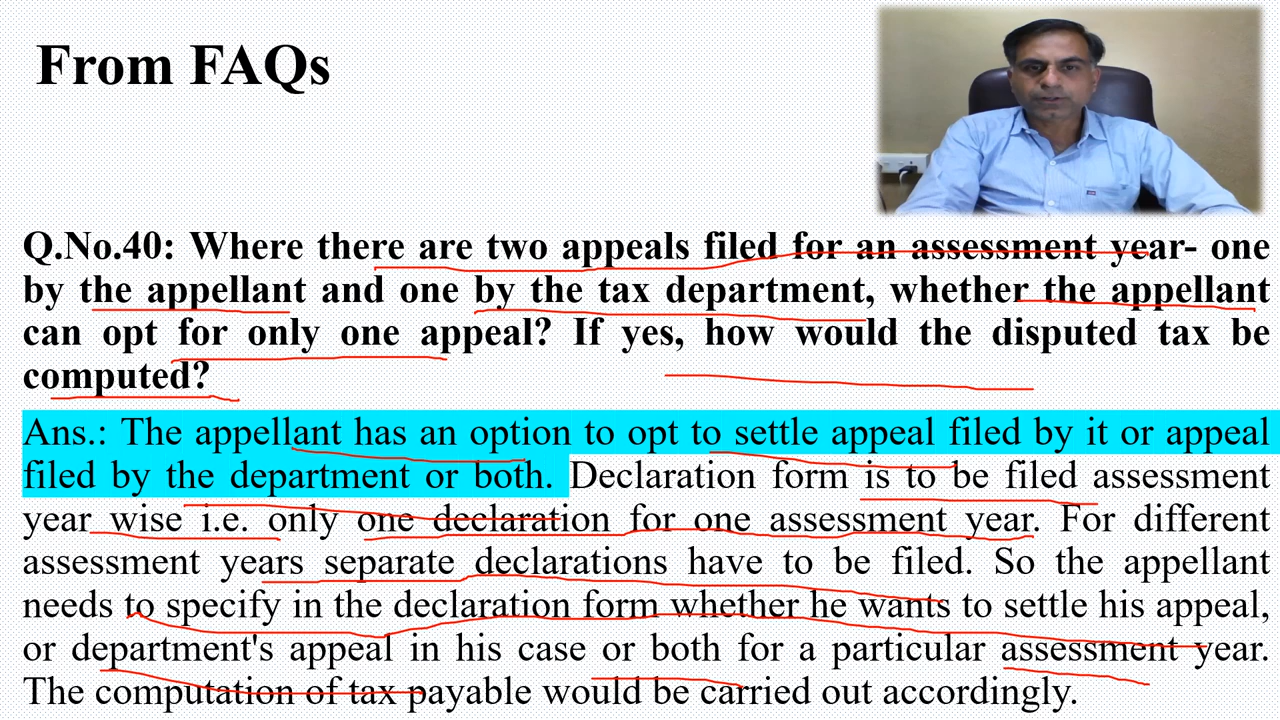 From FAQs
Q.No.40: Where there are two appeals filed for an assessment year- one
by the appellant and one by the tax department, whether the appellant
can opt for only one appeal? If yes, how would the disputed tax be
computed?
Ans.: The appellant has an option to opt to settle appeal filed by it or appeal
filed by the department or both. Declaration form is to be filed assessment
year wise i.e. only one declaration for one assessment year. For different
assessment years separate declarations have to be filed. So the appellant
needs to specify in the declaration form whether he wants to settle his appeal,
or department's appeal in his case or both for a particular assessment year.
The computation of tax payable would be carried out accordingly.